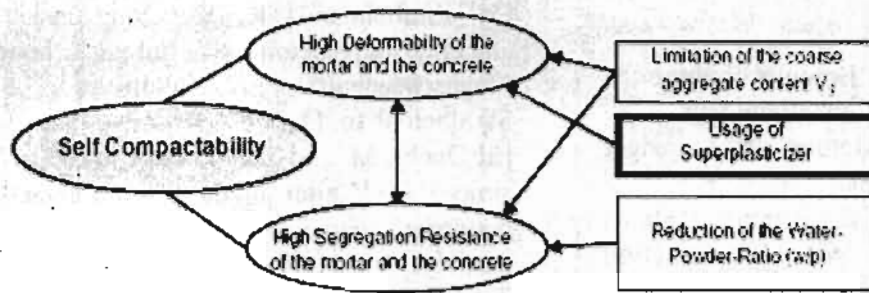 High Deformability of the
mortar and the concrete
Limitation of the coarse
aggregate content V
Usage of
Superplasticizer
Self Compactability
High Segregation Resistance
of the mortar and the concrete
Reduction of the Water-
Powder-Ratio (w/p)